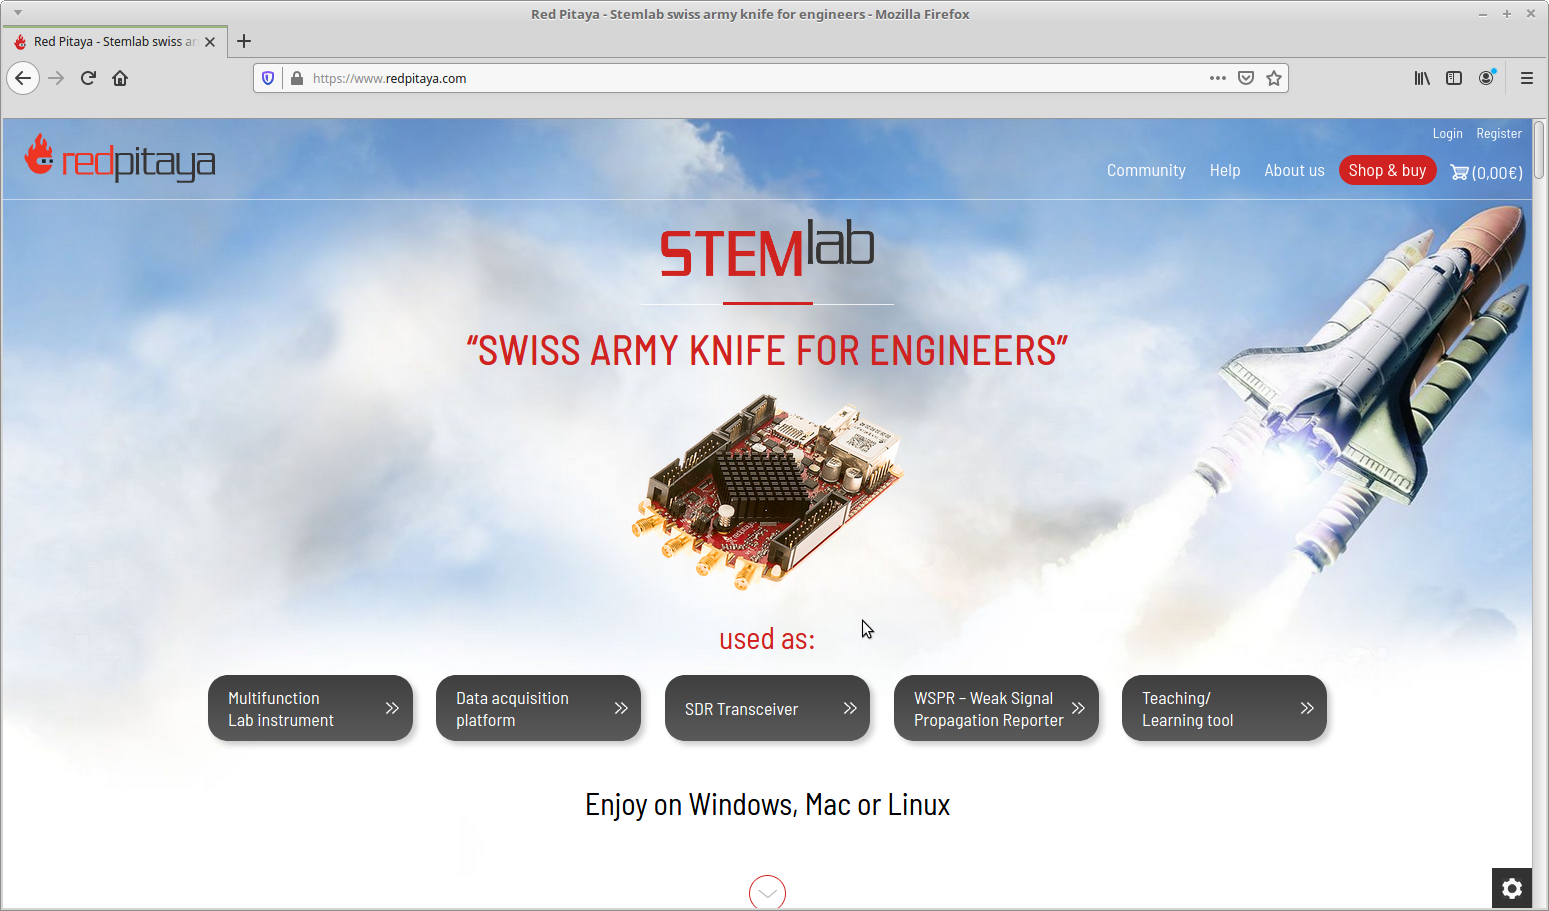 Red Pitaya - Stemlab swiss army knife for engineers - Mozilla Firefox
Red Pitaya - Stemlab swiss
https://www.redpitaya.com
Login Register
redpitaya
Community Help About us Shop & buy (0,00€)
STEMlab
“SWISS ARMY KNIFE FOR ENGINEERS”
used as:
Multifunction
Lab instrument
Data acquisition
platform
SDR Transceiver
WSPR – Weak Signal
Propagation Reporter
Teaching/
Learning tool
Enjoy on Windows, Mac or Linux